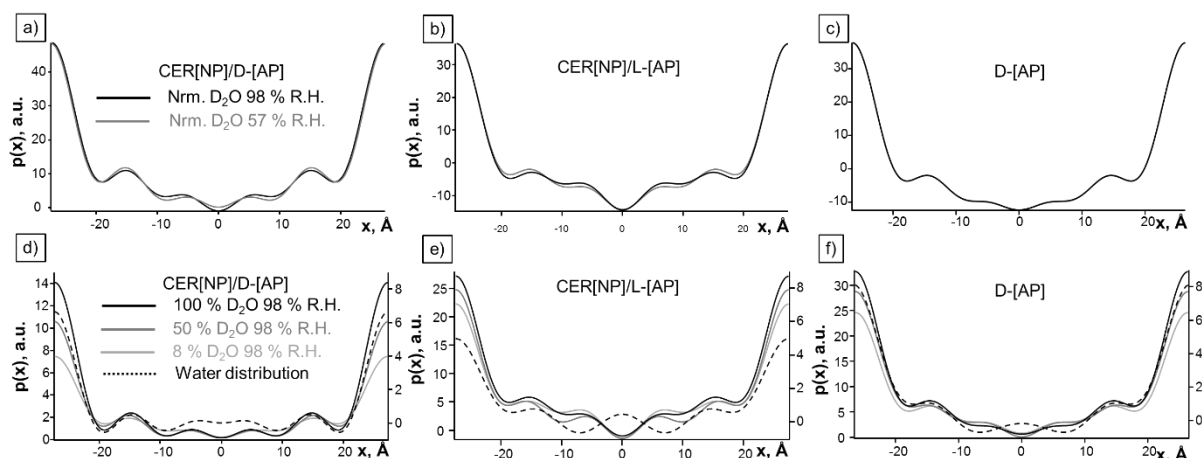 a)
CER[NP]/D-[AP]
Nrm. D₂O 98 % R.H.
Nrm. D₂O 57 % R.H.
p(x), a.u.
40
30
20
10
0
-20
-10
0
10
20
x, Å
b)
CER[NP]/L-[AP]
p(x), a.u.
30
20
10
0
-10
-20
-10
0
10
20
x, Å
c)
D-[AP]
p(x), a.u.
30
20
10
0
-10
-20
-10
0
10
20
x, Å
d)
CER[NP]/D-[AP]
100 % D₂O 98 % R.H.
50 % D₂O 98 % R.H.
8 % D₂O 98 % R.H.
Water distribution
p(x), a.u.
14
12
10
8
6
4
2
0
8
6
4
2
0
-20
-10
0
10
20
x, Å
e)
CER[NP]/L-[AP]
p(x), a.u.
25
20
15
10
5
0
8
6
4
2
0
-20
-10
0
10
20
x, Å
f)
D-[AP]
p(x), a.u.
30
25
20
15
10
5
0
8
6
4
2
0
-20
-10
0
10
20
x, Å